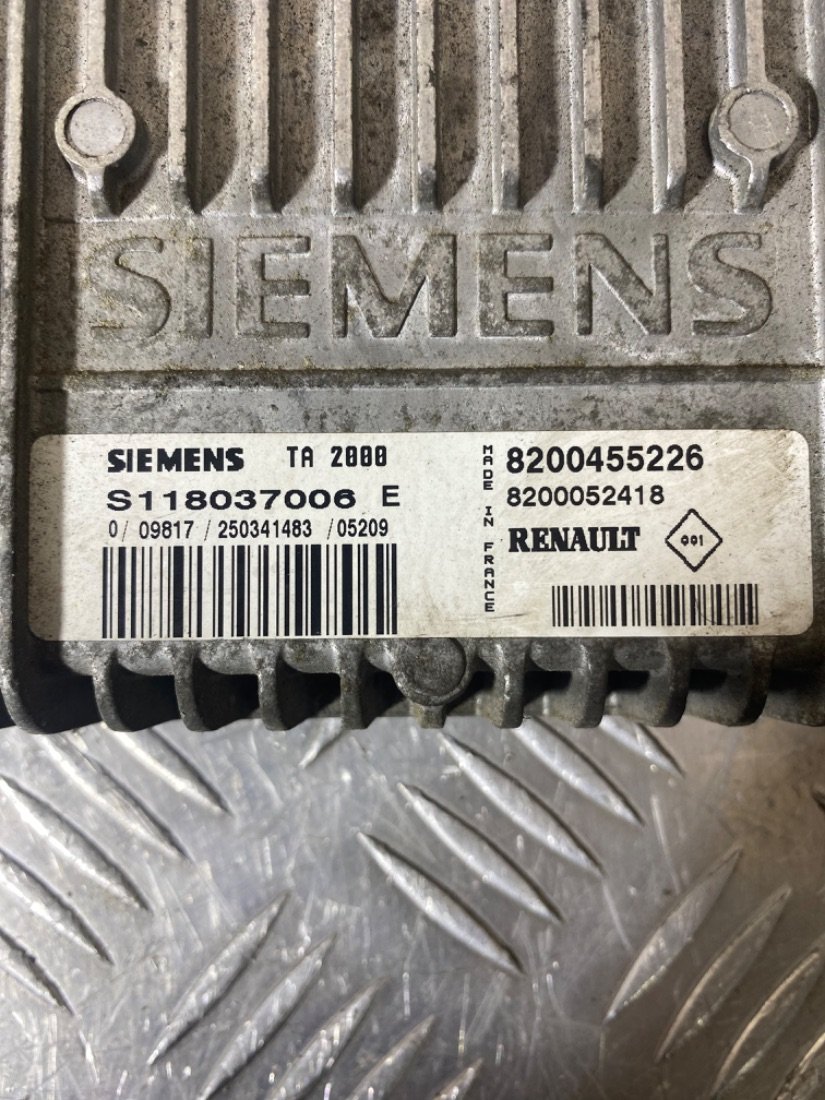 SIEMENS
SIEMENS TA 2000
S118037006 E
0/ 09817 / 250341483 /05209
MADE IN FRANCE
8200455226
8200052418
RENAULT 001